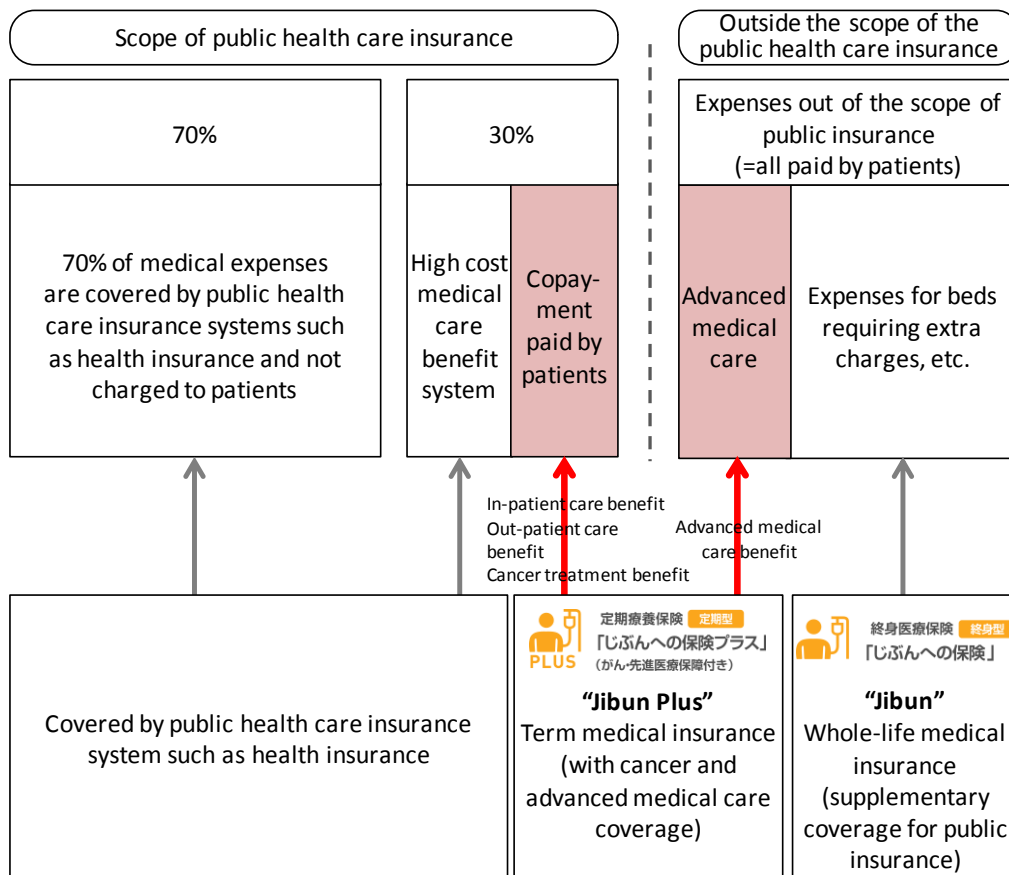 Scope of public health care insurance
Outside the scope of the
public health care insurance
70%
30%
Expenses out of the scope of
public insurance
(=all paid by patients)
70% of medical expenses
are covered by public health
care insurance systems such
as health insurance and not
charged to patients
High cost
medical
care
benefit
system
Copay-
ment
paid by
patients
Advanced
medical
care
Expenses for beds
requiring extra
charges, etc.
In-patient care benefit
Out-patient care
benefit
Cancer treatment benefit
Advanced medical
care benefit
Covered by public health care insurance
system such as health insurance
PLUS
定期療養保険 定期型
「じぶんへの保険プラス」
(がん・先進医療保障付き)
“Jibun Plus”
Term medical insurance
(with cancer and
advanced medical care
coverage)
終身医療保険 終身型
「じぶんへの保険」
“Jibun”
Whole-life medical
insurance
(supplementary
coverage for public
insurance)